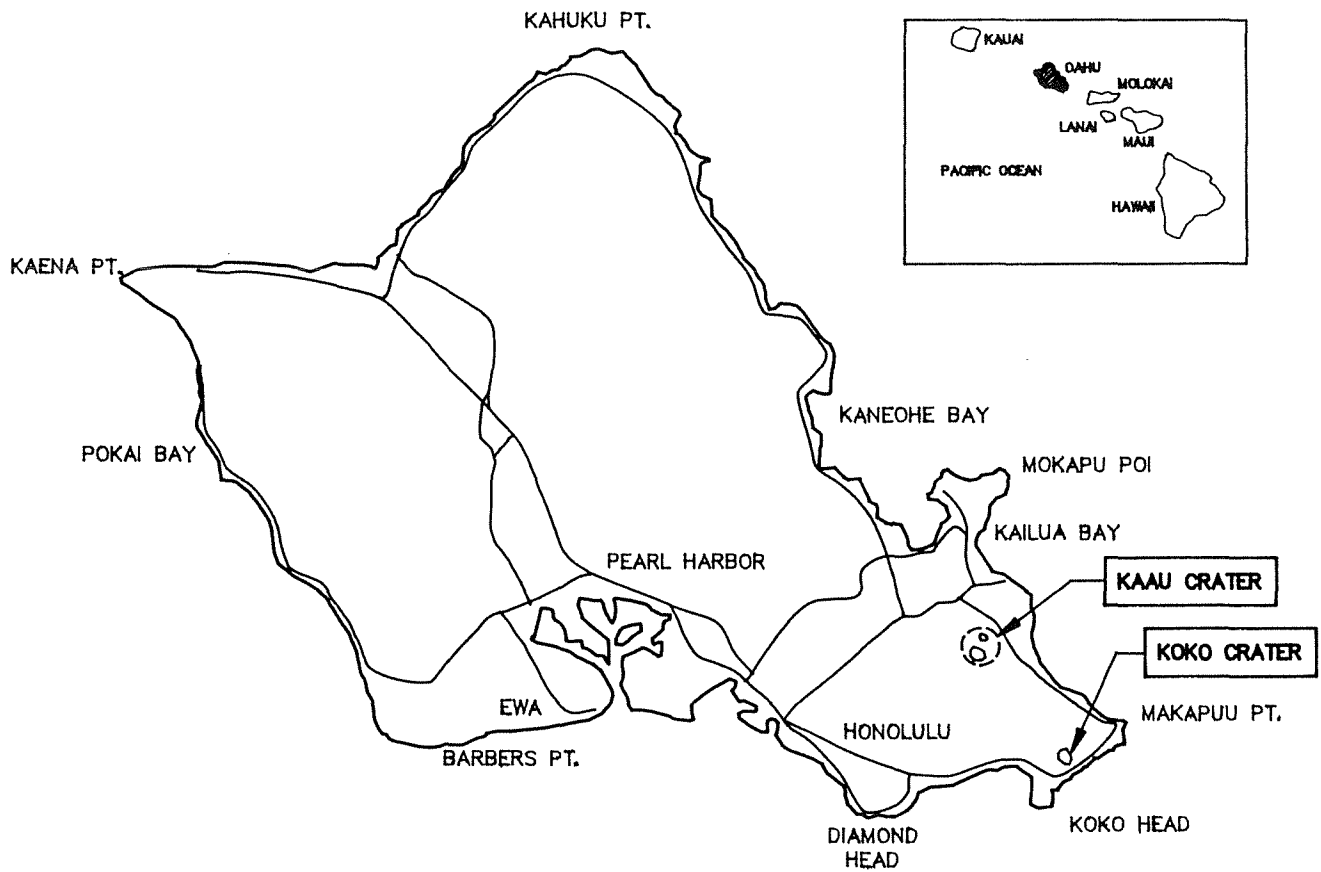 KAHUKU PT.
KAUAI
OAHU
MOLOKAI
LANAI
MAUI
PACIFIC OCEAN
HAWAII
KAENA PT.
KANEOHE BAY
POKAI BAY
MOKAPU POI
KAILUA BAY
PEARL HARBOR
KAAU CRATER
KOKO CRATER
EWA
MAKAPUU PT.
HONOLULU
BARBERS PT.
KOKO HEAD
DIAMOND
HEAD